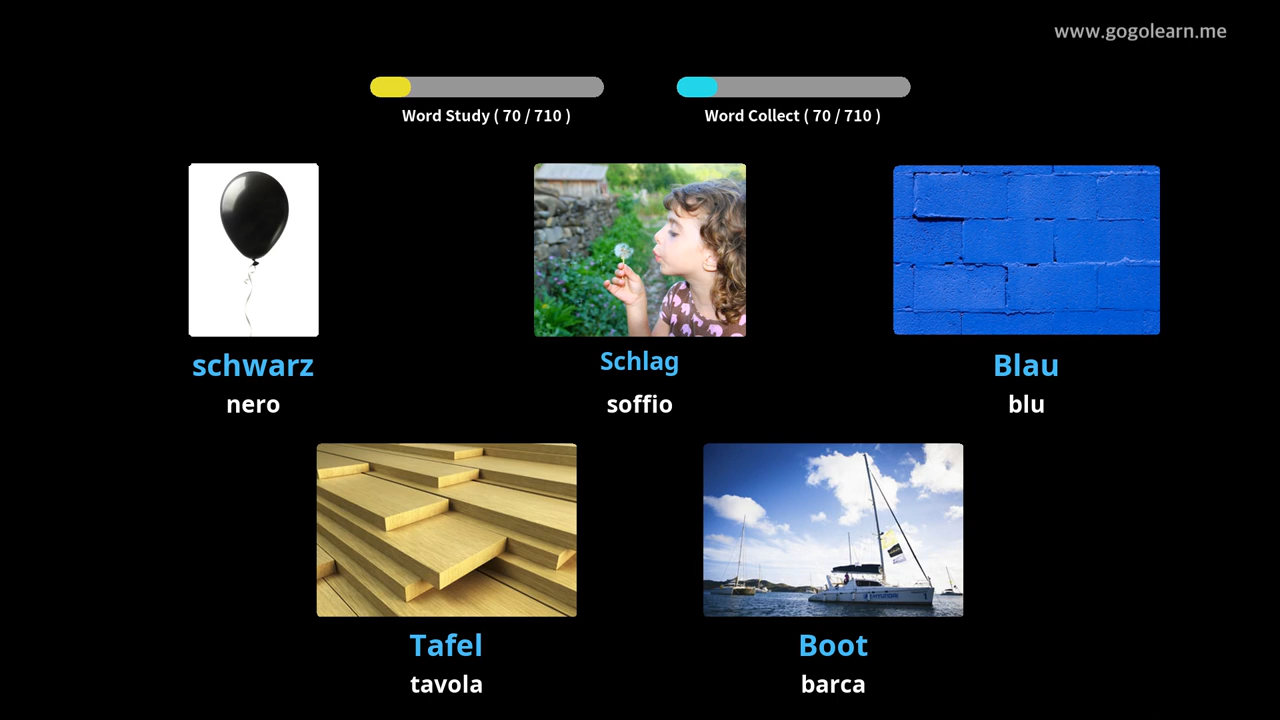 www.gogolearn.me
Word Study ( 70 / 710 )
Word Collect ( 70 / 710 )
schwarz
nero
Schlag
soffio
Blau
blu
Tafel
tavola
Boot
barca